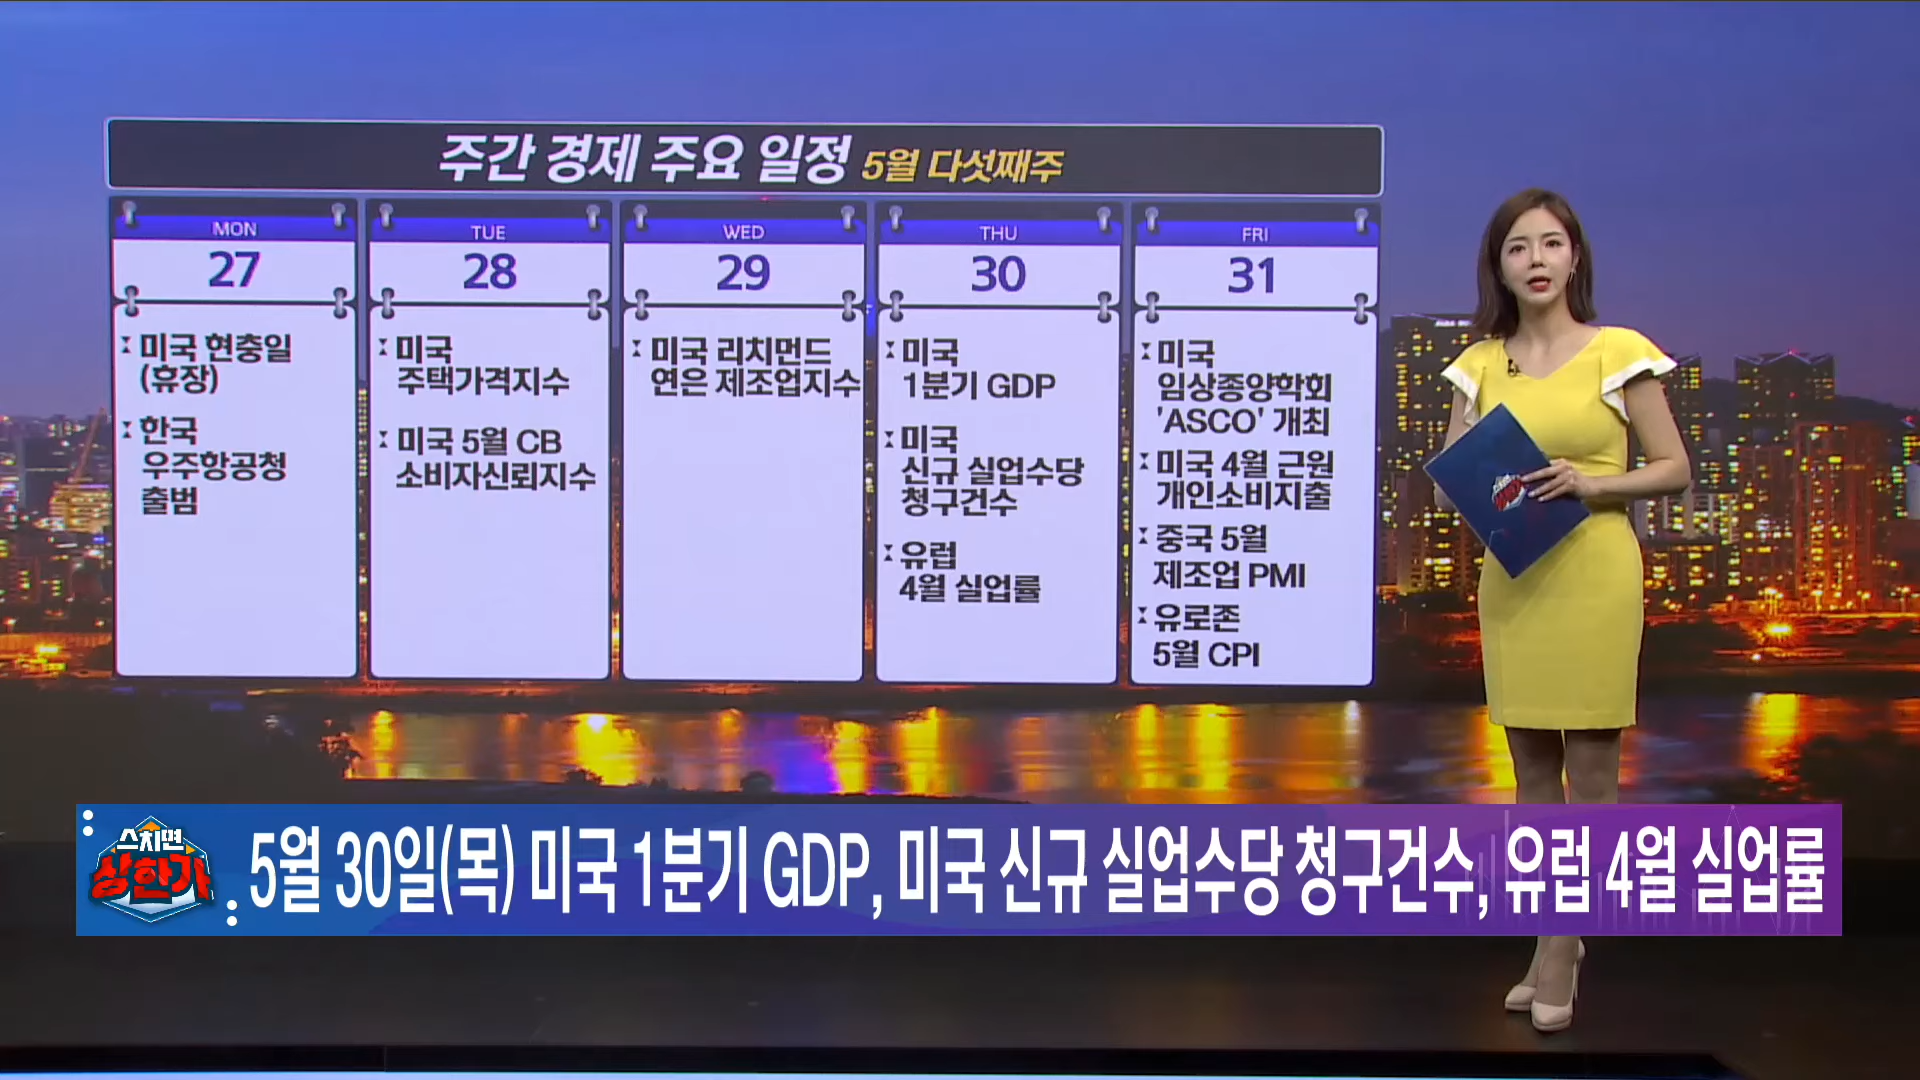 주간 경제 주요 일정 5월 다섯째주
MON
27
미국 현충일
(휴장)
한국
우주항공청
출범
TUE
28
미국
주택가격지수
미국 5월 CB
소비자신뢰지수
WED
29
미국 리치먼드
연은 제조업지수
THU
30
미국
1분기 GDP
미국
신규 실업수당
청구건수
유럽
4월 실업률
FRI
31
미국
임상종양학회
'ASCO' 개최
미국 4월 근원
개인소비지출
중국 5월
제조업 PMI
유로존
5월 CPI
스치면
상한가
5월 30일(목) 미국 1분기 GDP, 미국 신규 실업수당 청구건수, 유럽 4월 실업률